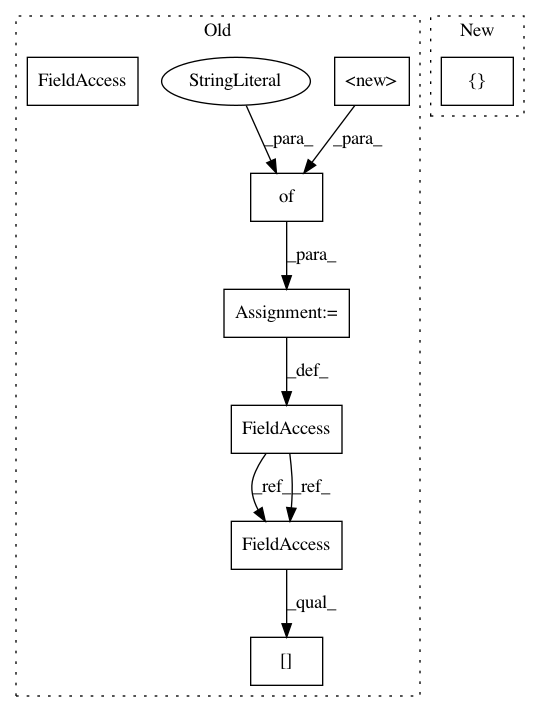 Old
New
FieldAccess
StringLiteral
<new>
{}
_para_
_para_
of
_para_
Assignment:=
_def_
FieldAccess
_ref_
_ref_
FieldAccess
_qual_
[]